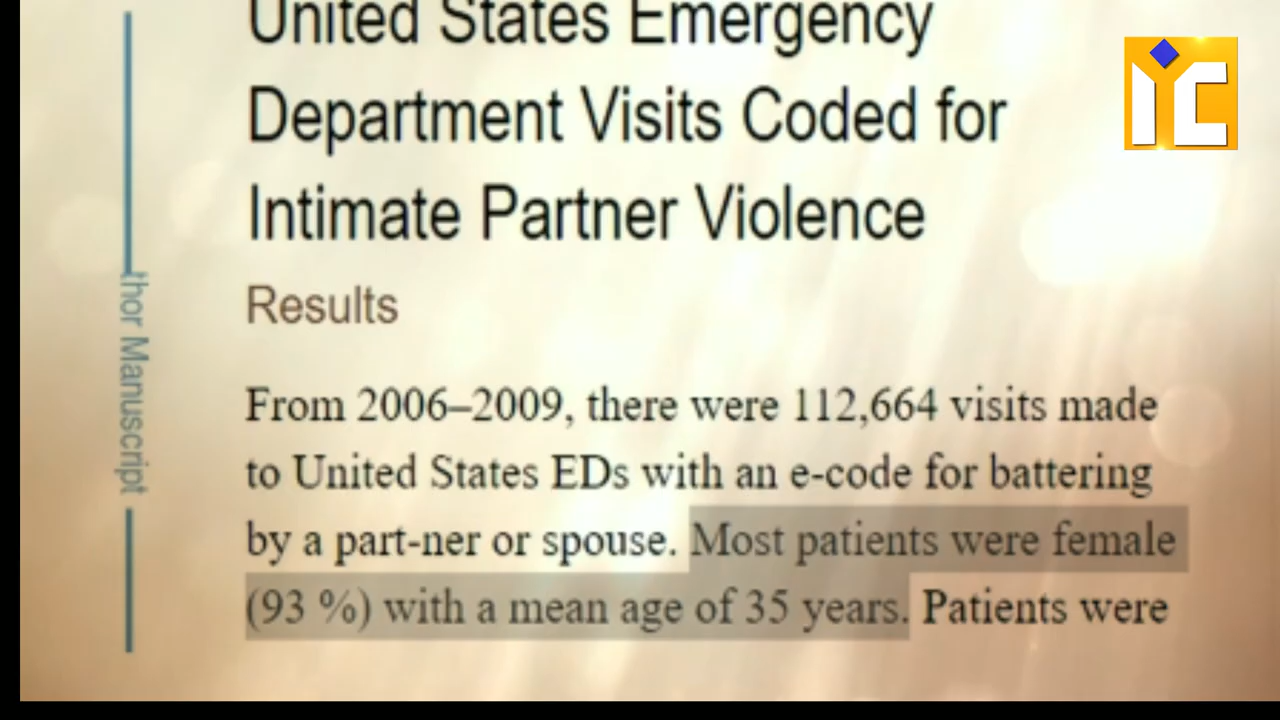 United States Emergency
Department Visits Coded for
Intimate Partner Violence
Results
From 2006–2009, there were 112,664 visits made
to United States EDs with an e-code for battering
by a part-ner or spouse. Most patients were female
(93 %) with a mean age of 35 years. Patients were
thor Manuscript
YC